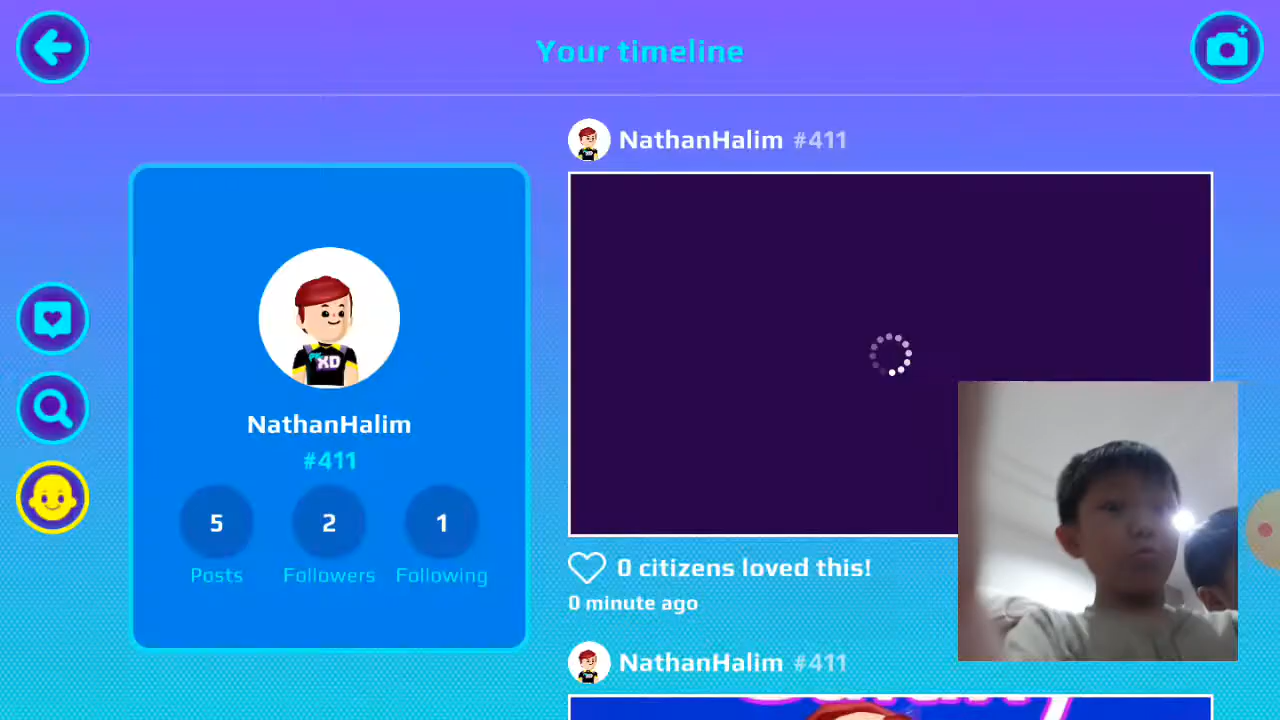 Your timeline
NathanHalim #411
XD
NathanHalim
#411
5 2 1
Posts Followers Following
0 citizens loved this!
0 minute ago
NathanHalim #411